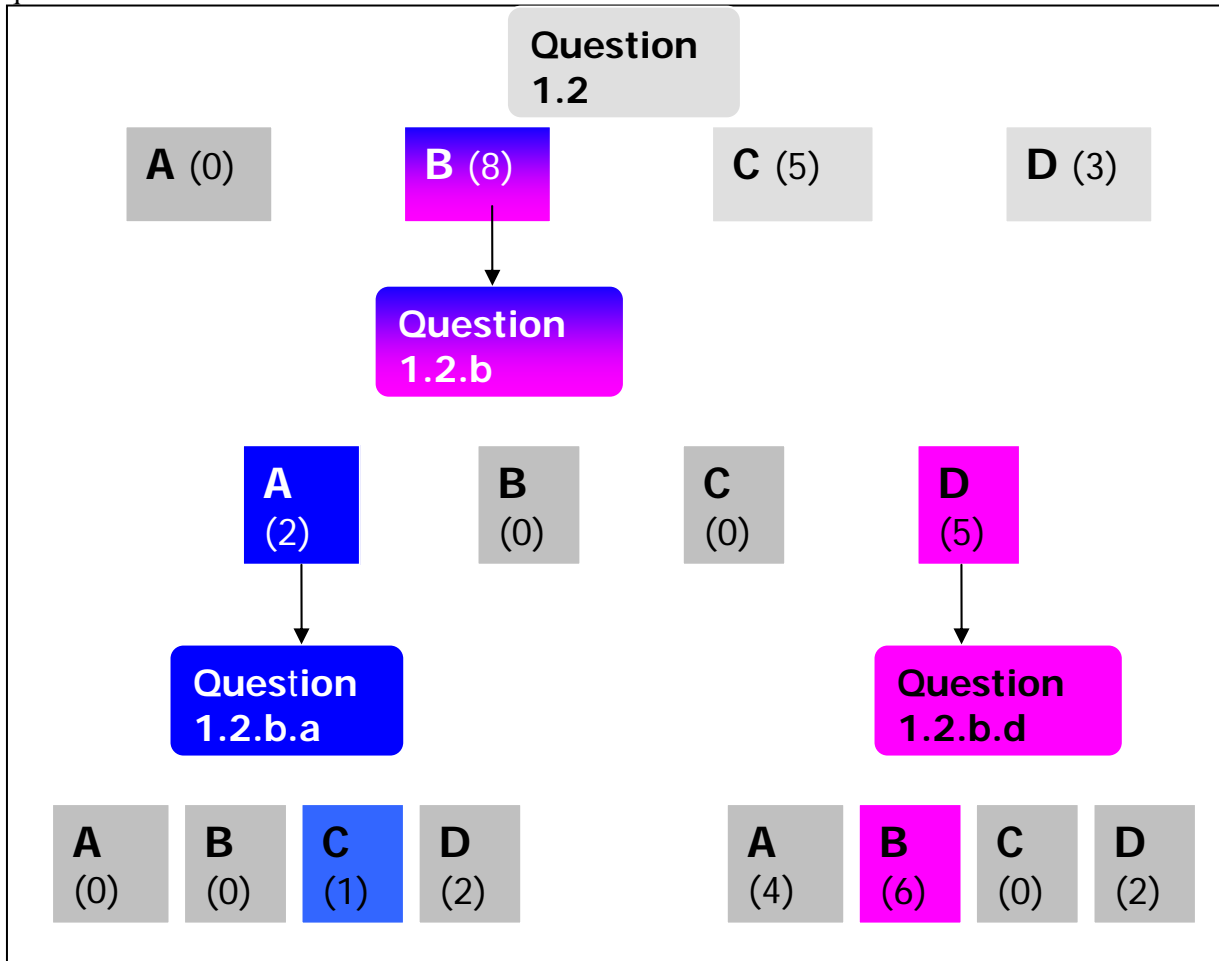 Question
1.2
A (0)
B (8)
C (5)
D (3)
Question
1.2.b
A
(2)
B
(0)
C
(0)
D
(5)
Question
1.2.b.a
Question
1.2.b.d
A
(0)
B
(0)
C
(1)
D
(2)
A
(4)
B
(6)
C
(0)
D
(2)